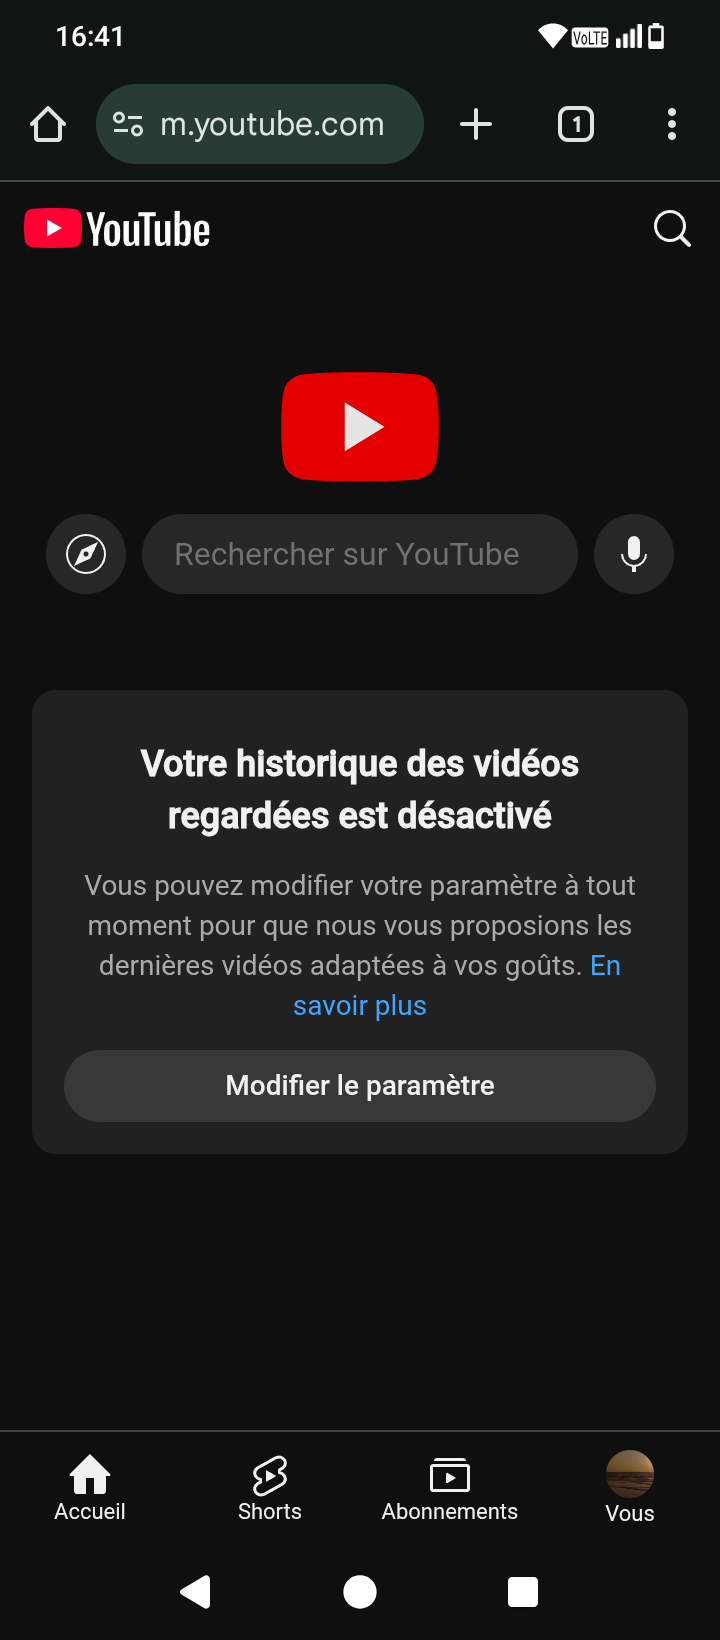 16:41
VoLTE
m.youtube.com
1
YouTube
Rechercher sur YouTube
Votre historique des vidéos
regardées est désactivé
Vous pouvez modifier votre paramètre à tout
moment pour que nous vous proposions les
dernières vidéos adaptées à vos goûts. En
savoir plus
Modifier le paramètre
Accueil
Shorts
Abonnements
Vous